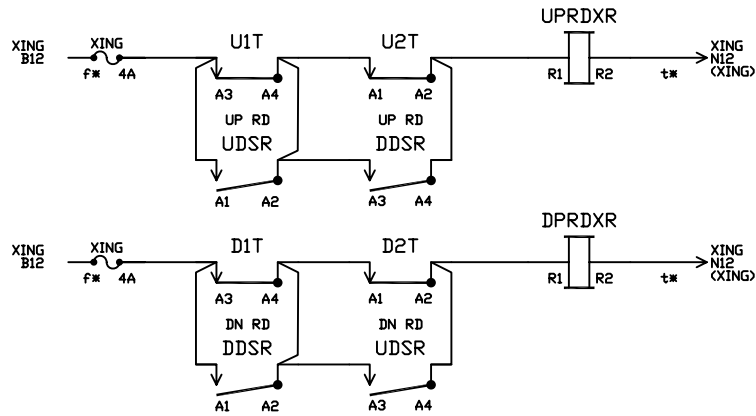 UPRDXR
XING U1T U2T XING
XING B12 N12
f* 4A R1 R2 t* (XING)
A3 A4 A1 A2
UP RD UP RD
UDSR DDSR
A1 A2 A3 A4
DPRDXR
XING D1T D2T XING
XING B12 N12
f* 4A R1 R2 t* (XING)
A3 A4 A1 A2
DN RD DN RD
DDSR UDSR
A1 A2 A3 A4